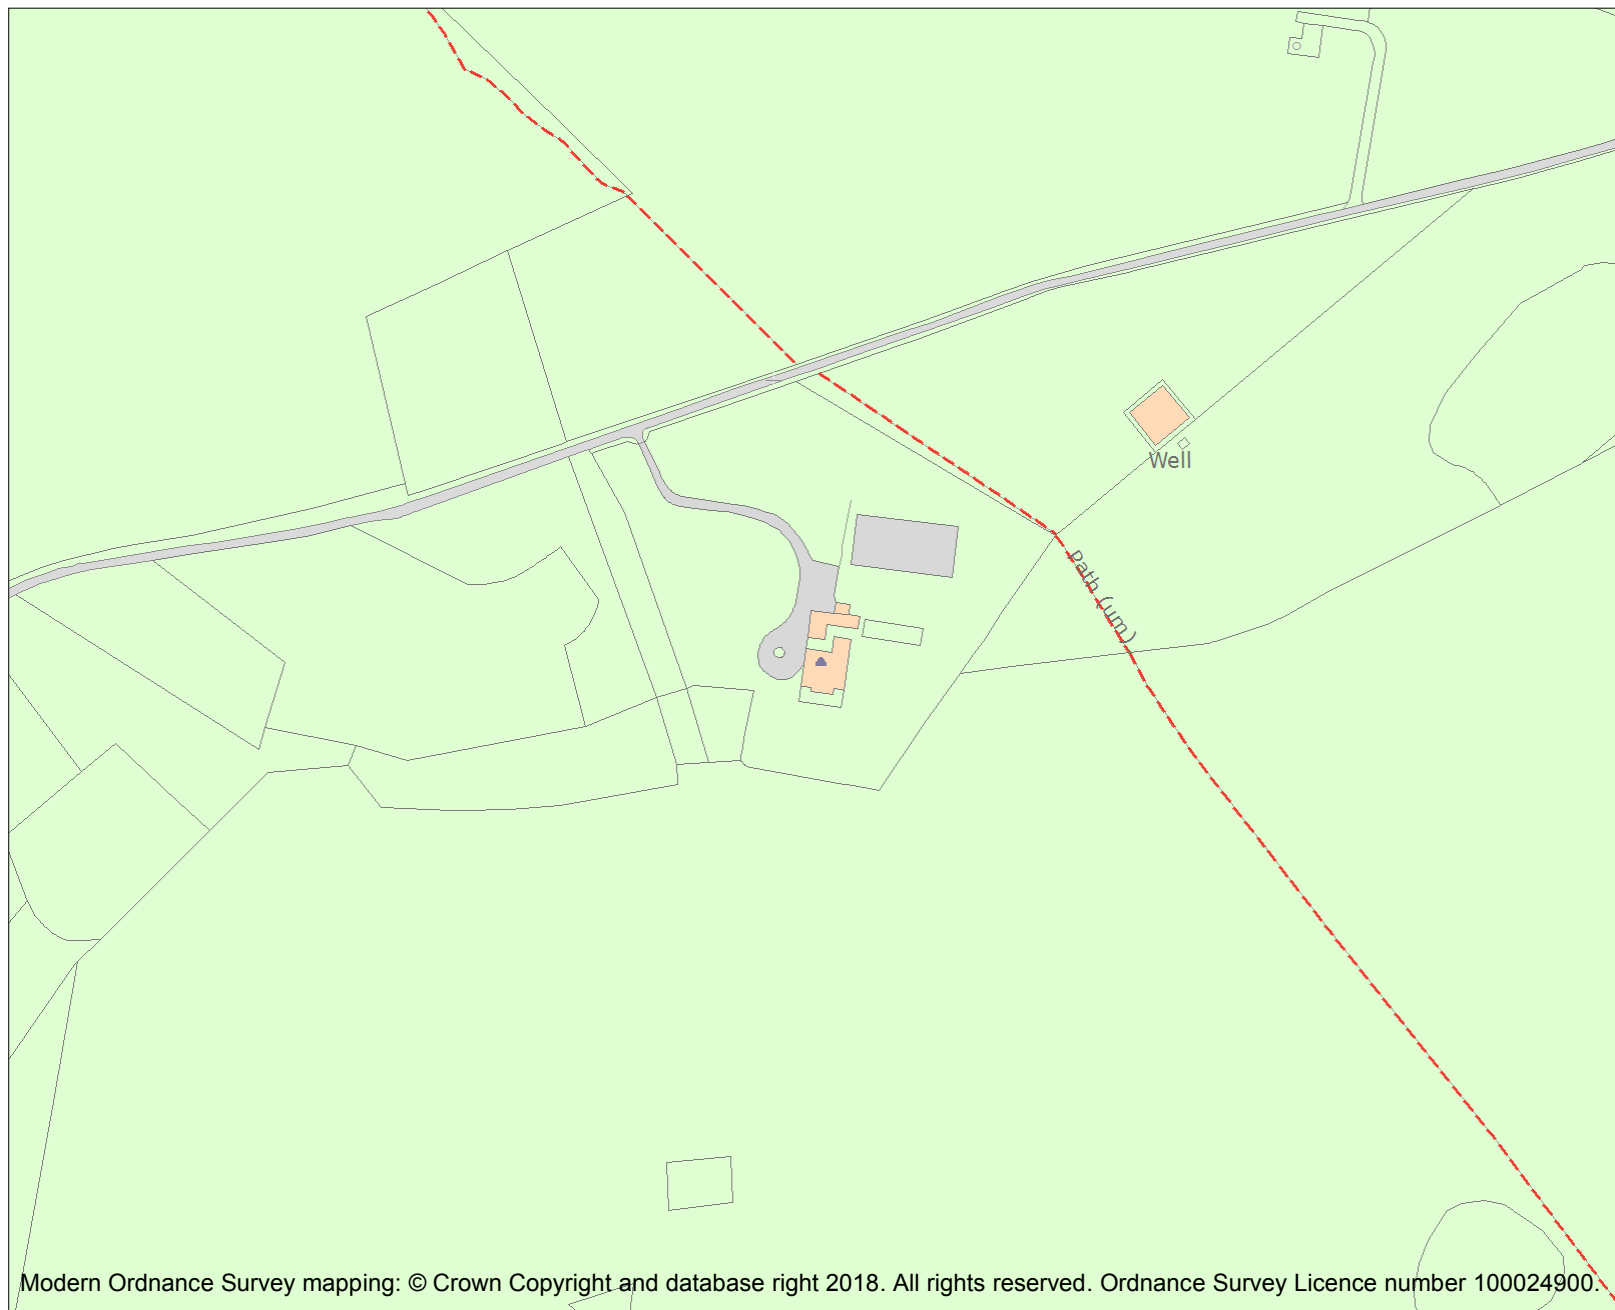 Well
Path (um)
Modern Ordnance Survey mapping: © Crown Copyright and database right 2018. All rights reserved. Ordnance Survey Licence number 100024900.